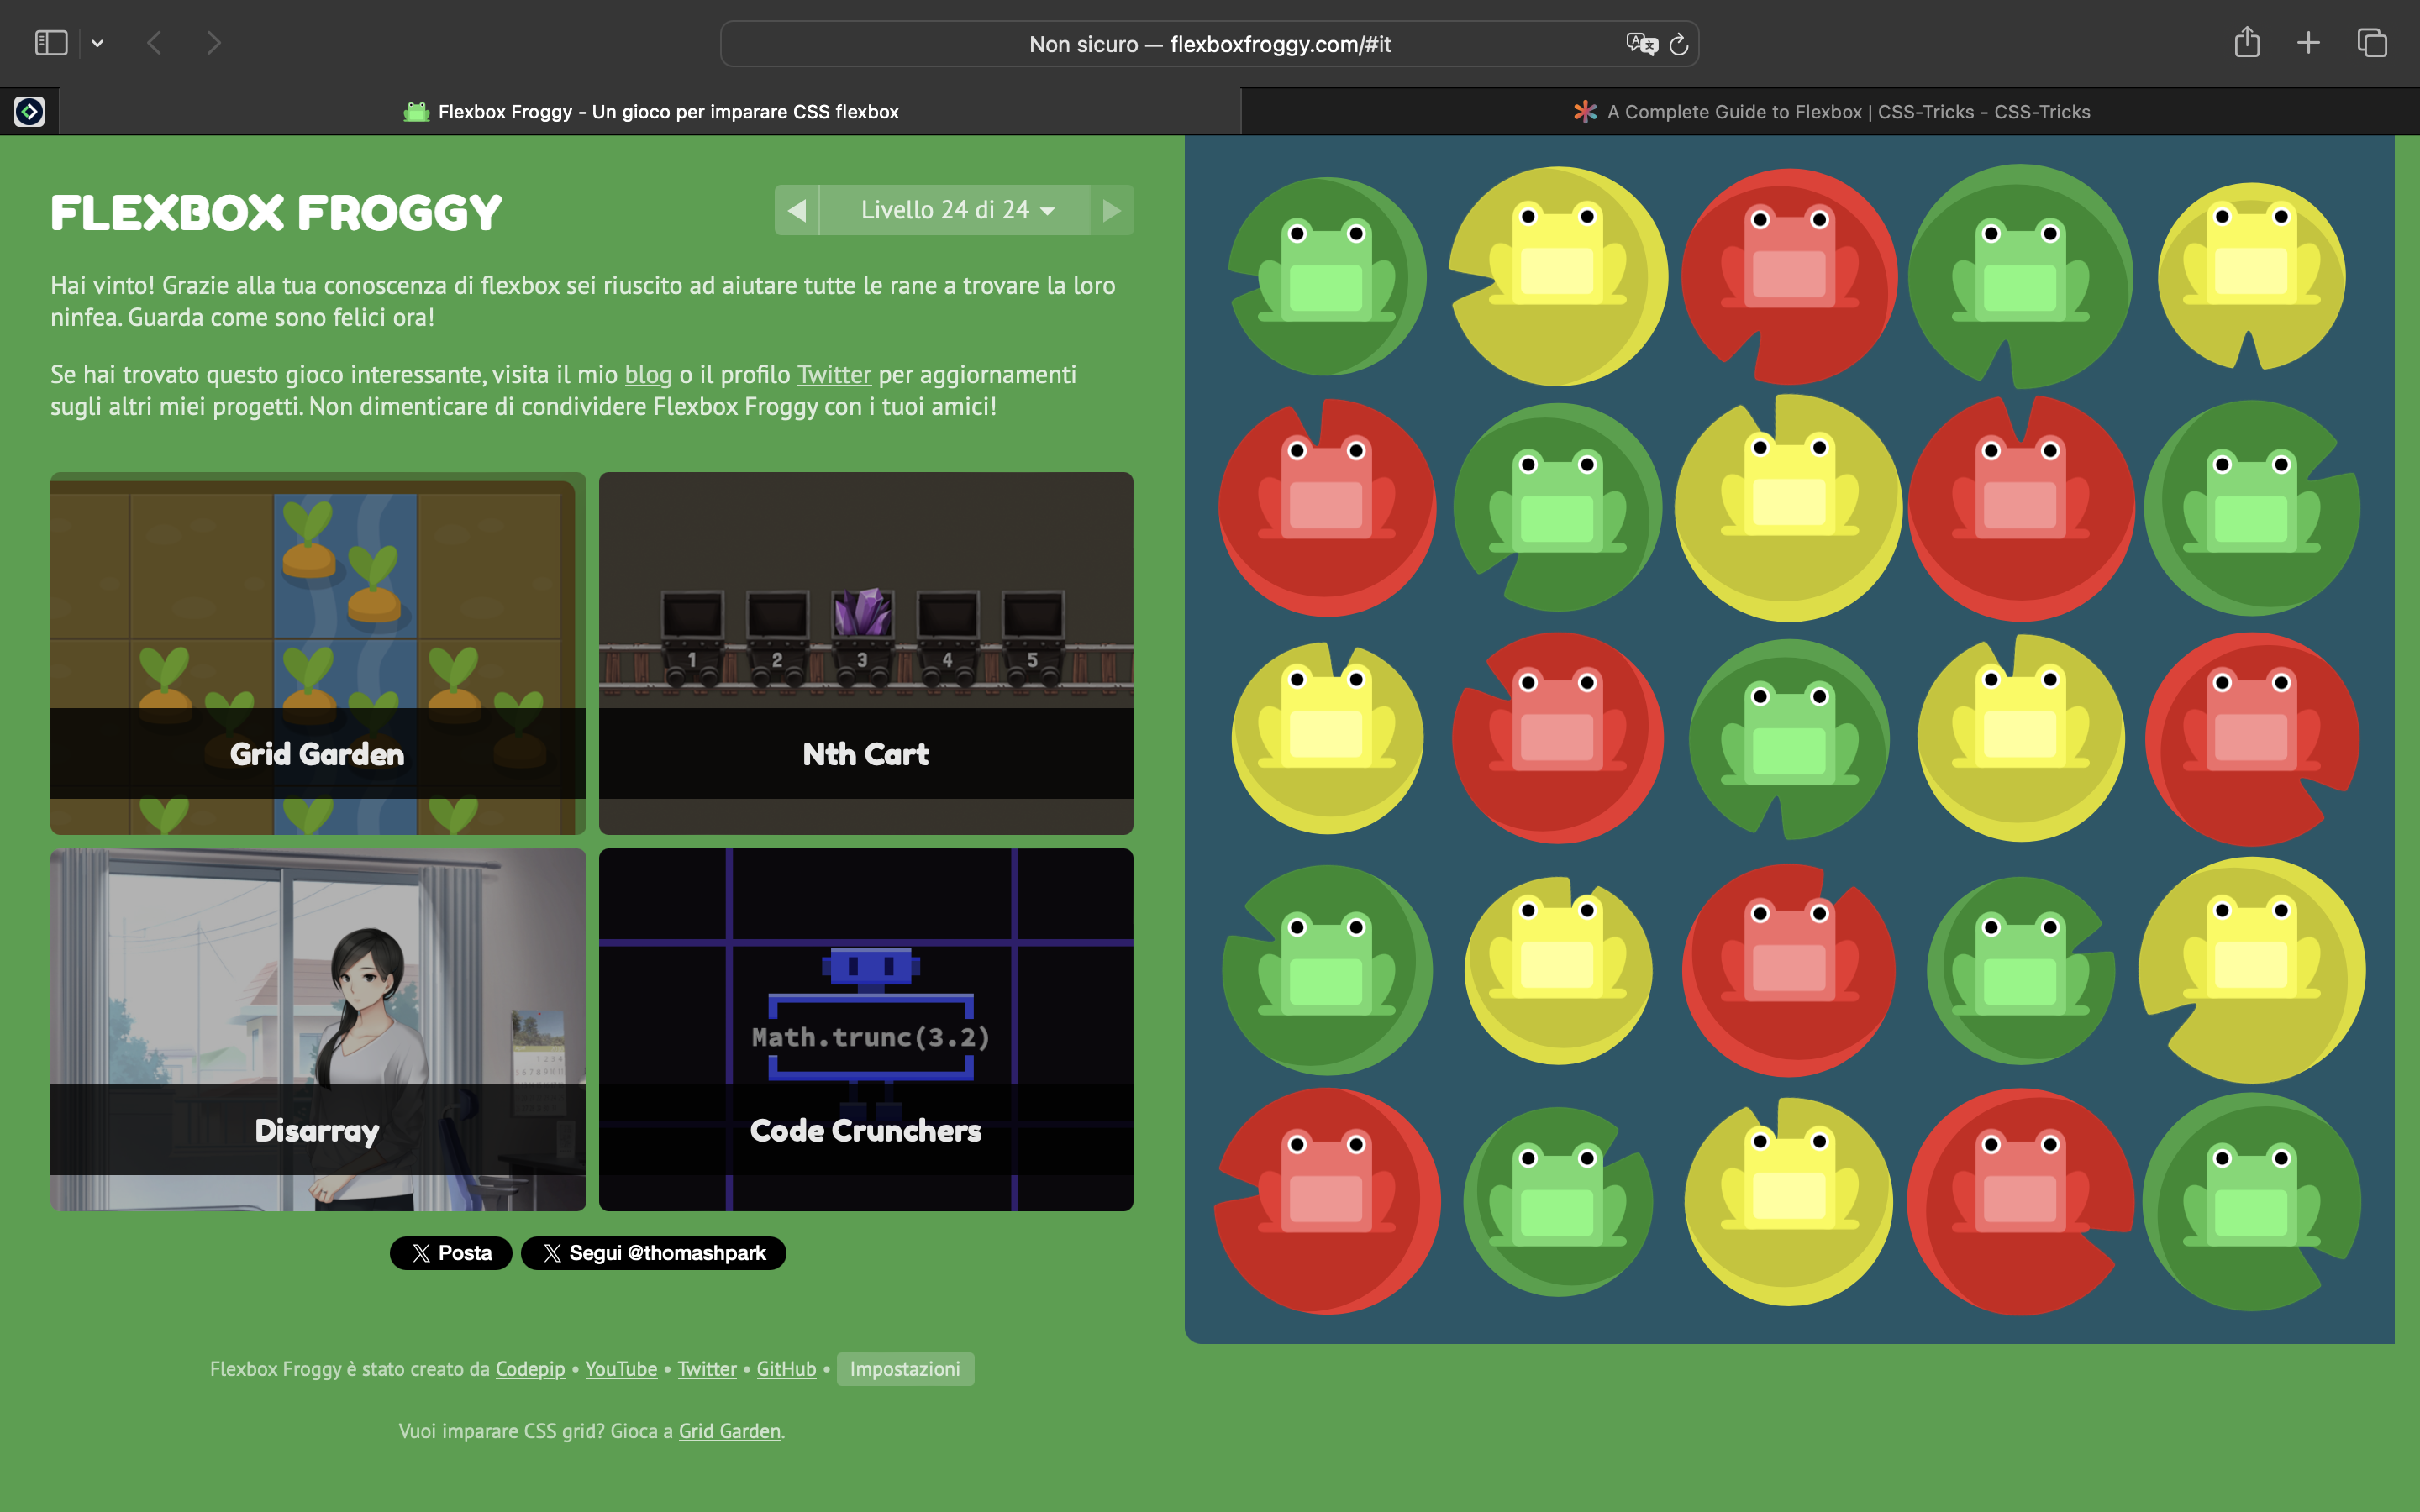 Non sicuro — flexboxfroggy.com/#it
Flexbox Froggy - Un gioco per imparare CSS flexbox
A Complete Guide to Flexbox | CSS-Tricks - CSS-Tricks
FLEXBOX FROGGY
Livello 24 di 24
Hai vinto! Grazie alla tua conoscenza di flexbox sei riuscito ad aiutare tutte le rane a trovare la loro
ninfea. Guarda come sono felici ora!
Se hai trovato questo gioco interessante, visita il mio blog o il profilo Twitter per aggiornamenti
sugli altri miei progetti. Non dimenticare di condividere Flexbox Froggy con i tuoi amici!
Grid Garden
1 2 3 4 5
Nth Cart
Disarray
Math.trunc(3.2)
Code Crunchers
Posta
Segui @thomashpark
Flexbox Froggy è stato creato da Codepip • YouTube • Twitter • GitHub • Impostazioni
Vuoi imparare CSS grid? Gioca a Grid Garden.